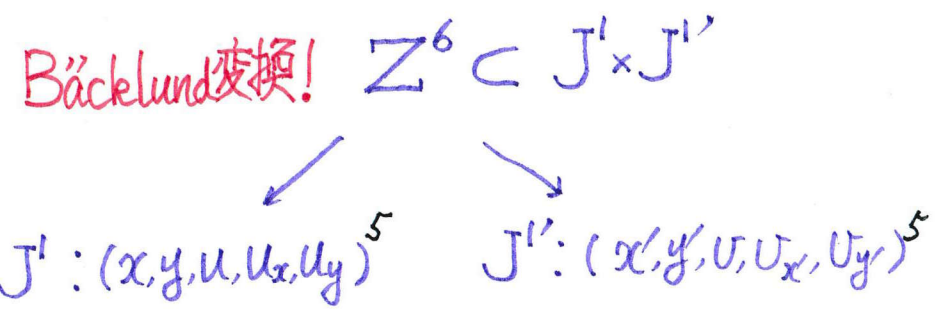 Bäcklund変換! Z⁶ ⊂ J¹×J¹'
J¹:(x,y,u,uₓ,u_y)⁵ J¹':(x',y',v,v_x',v_y')⁵